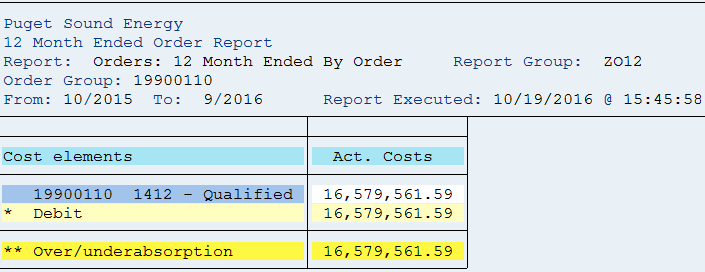 Puget Sound Energy
12 Month Ended Order Report
Report: Orders: 12 Month Ended By Order Report Group: ZO12
Order Group: 19900110
From: 10/2015 To: 9/2016 Report Executed: 10/19/2016 @ 15:45:58
Cost elements Act. Costs
19900110 1412 - Qualified 16,579,561.59
* Debit 16,579,561.59
** Over/underabsorption 16,579,561.59